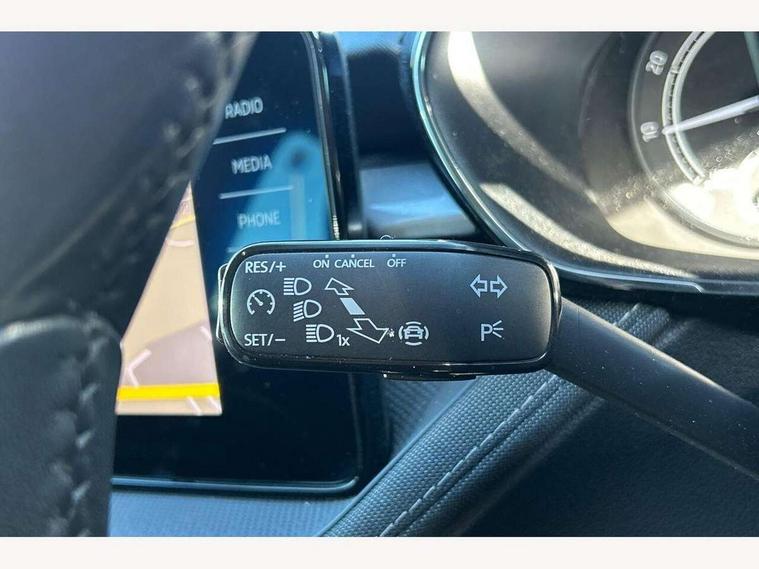 RADIO
MEDIA
PHONE
20
10
RES/+
ON CANCEL OFF
SET/-
1x
P